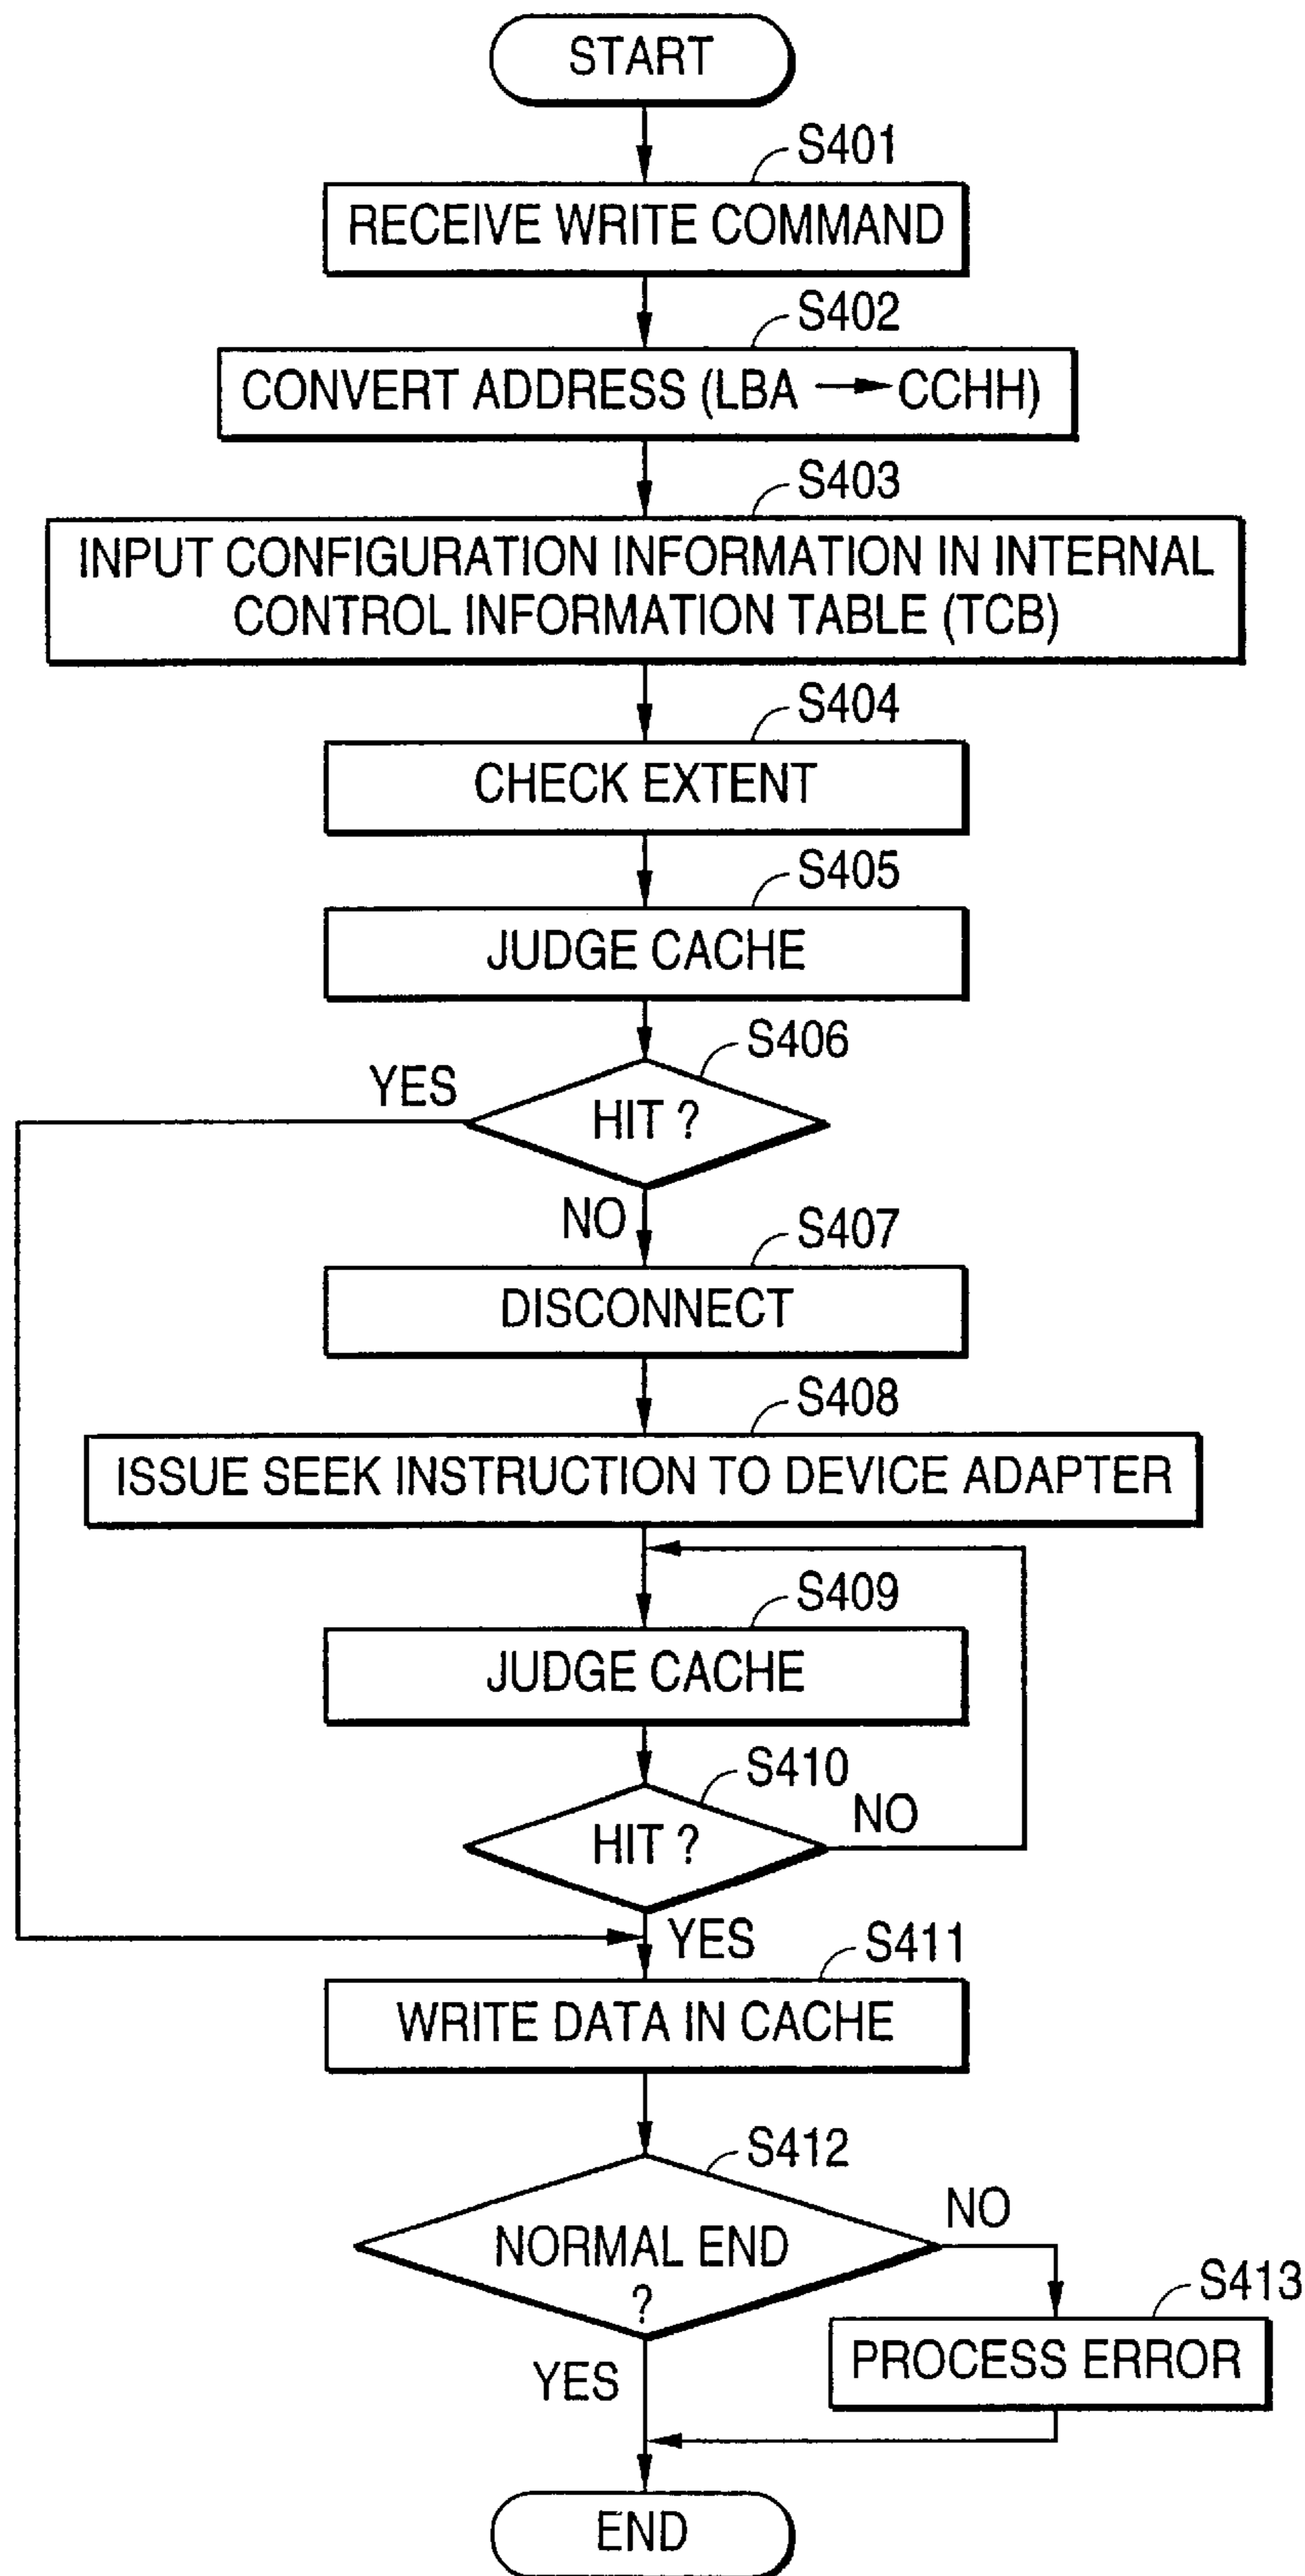 START
S401
RECEIVE WRITE COMMAND
S402
CONVERT ADDRESS (LBA → CCHH)
S403
INPUT CONFIGURATION INFORMATION IN INTERNAL
CONTROL INFORMATION TABLE (TCB)
S404
CHECK EXTENT
S405
JUDGE CACHE
S406
YES
HIT ?
NO
S407
DISCONNECT
S408
ISSUE SEEK INSTRUCTION TO DEVICE ADAPTER
S409
JUDGE CACHE
S410
HIT ?
NO
YES
S411
WRITE DATA IN CACHE
S412
NORMAL END
?
NO
S413
PROCESS ERROR
YES
END